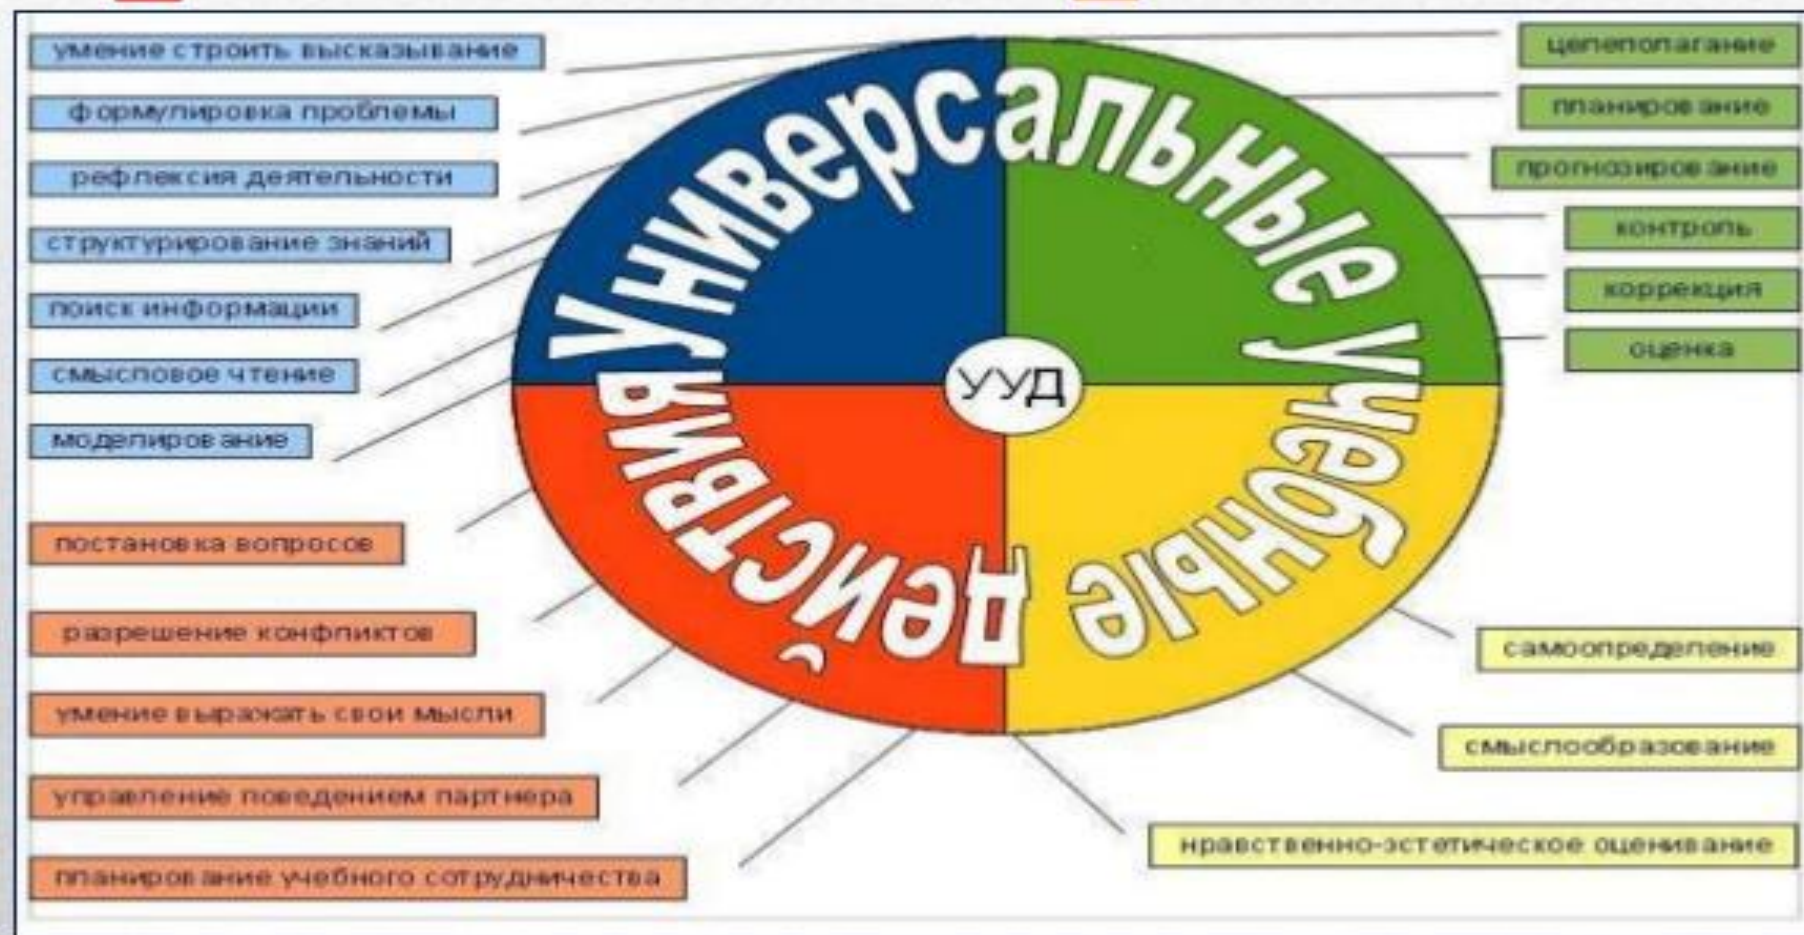 умение строить высказывание
формулировка проблемы
рефлексия деятельности
структурирование знаний
поиск информации
смысловое чтение
моделирование
постановка вопросов
разрешение конфликтов
умение выражать свои мысли
управление поведением партнера
планирование учебного сотрудничества
Универсальные учебные действия
УУД
целеполагание
планирование
прогнозирование
контроль
коррекция
оценка
самоопределение
смыслообразование
нравственно-эстетическое оценивание